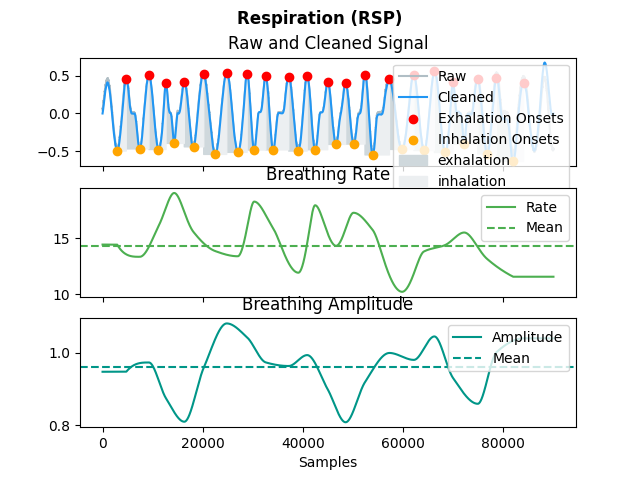 Respiration (RSP)
Raw and Cleaned Signal
0.5
0.0
−0.5
Raw
Cleaned
Exhalation Onsets
Inhalation Onsets
exhalation
inhalation
Breathing Rate
15
10
Rate
Mean
Breathing Amplitude
1.0
0.8
Amplitude
Mean
0 20000 40000 60000 80000
Samples